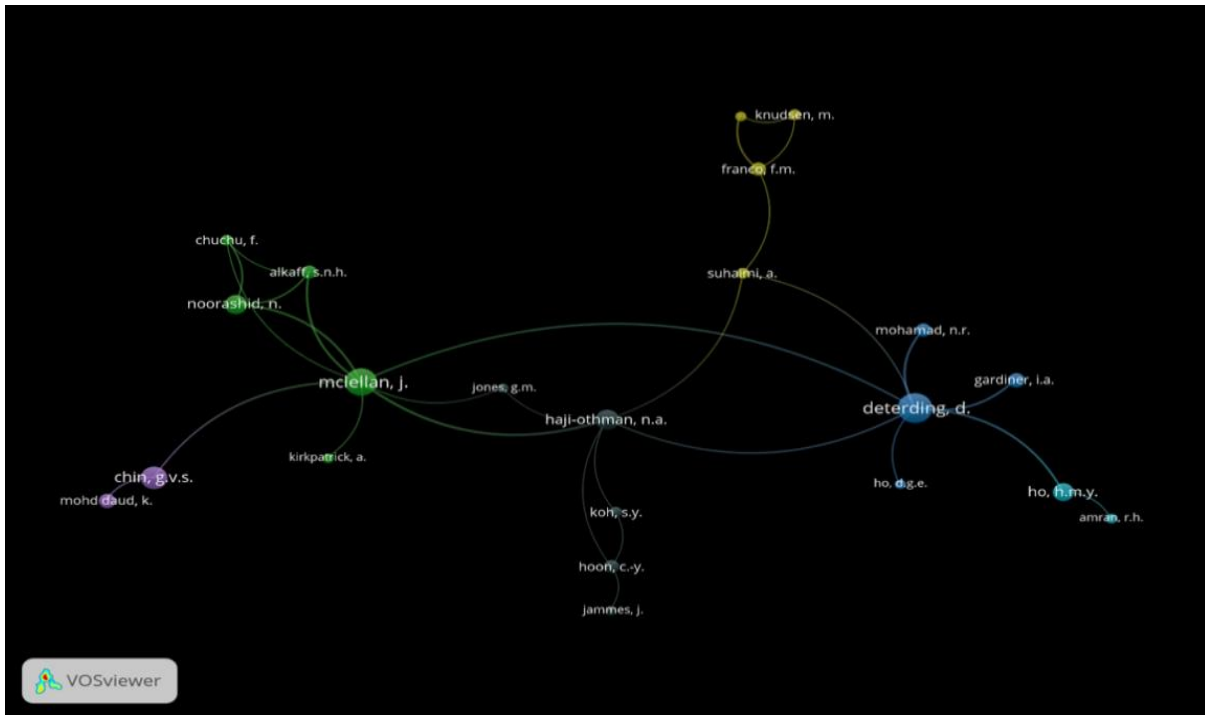 knudsen, m.
franco, f.m.
chuchu, f.
alkaff, s.n.h.
suhaimi, a.
noorashid, n.
mohamad, n.r.
mclellan, j.
jones, g.m.
gardiner, i.a.
deterding, d.
haji-othman, n.a.
kirkpatrick, a.
chin, g.v.s.
mohd daud, k.
ho, d.g.e.
ho, h.m.y.
koh, s.y.
amran, r.h.
hoon, c.-y.
jammes, j.
VOSviewer